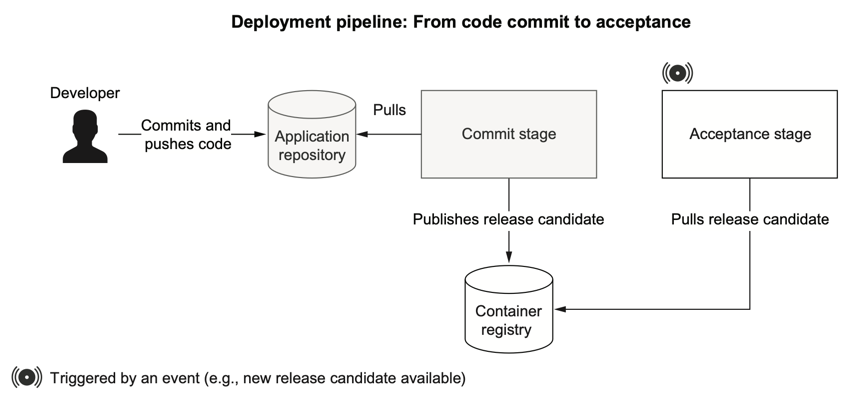 Deployment pipeline: From code commit to acceptance
Developer
Commits and
pushes code
Application
repository
Pulls
Commit stage
Acceptance stage
Publishes release candidate
Pulls release candidate
Container
registry
Triggered by an event (e.g., new release candidate available)